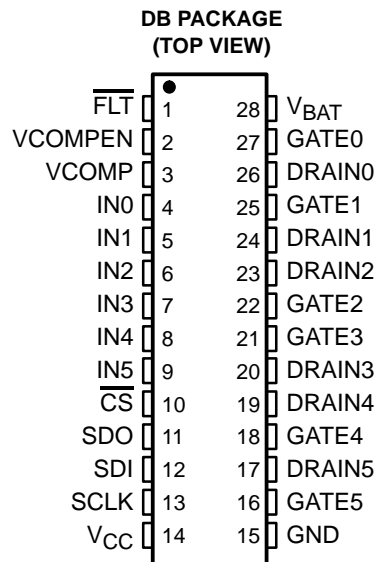 DB PACKAGE
(TOP VIEW)
FLT 1 28 VBAT
VCOMPEN 2 27 GATE0
VCOMP 3 26 DRAIN0
IN0 4 25 GATE1
IN1 5 24 DRAIN1
IN2 6 23 DRAIN2
IN3 7 22 GATE2
IN4 8 21 GATE3
IN5 9 20 DRAIN3
CS 10 19 DRAIN4
SDO 11 18 GATE4
SDI 12 17 DRAIN5
SCLK 13 16 GATE5
VCC 14 15 GND